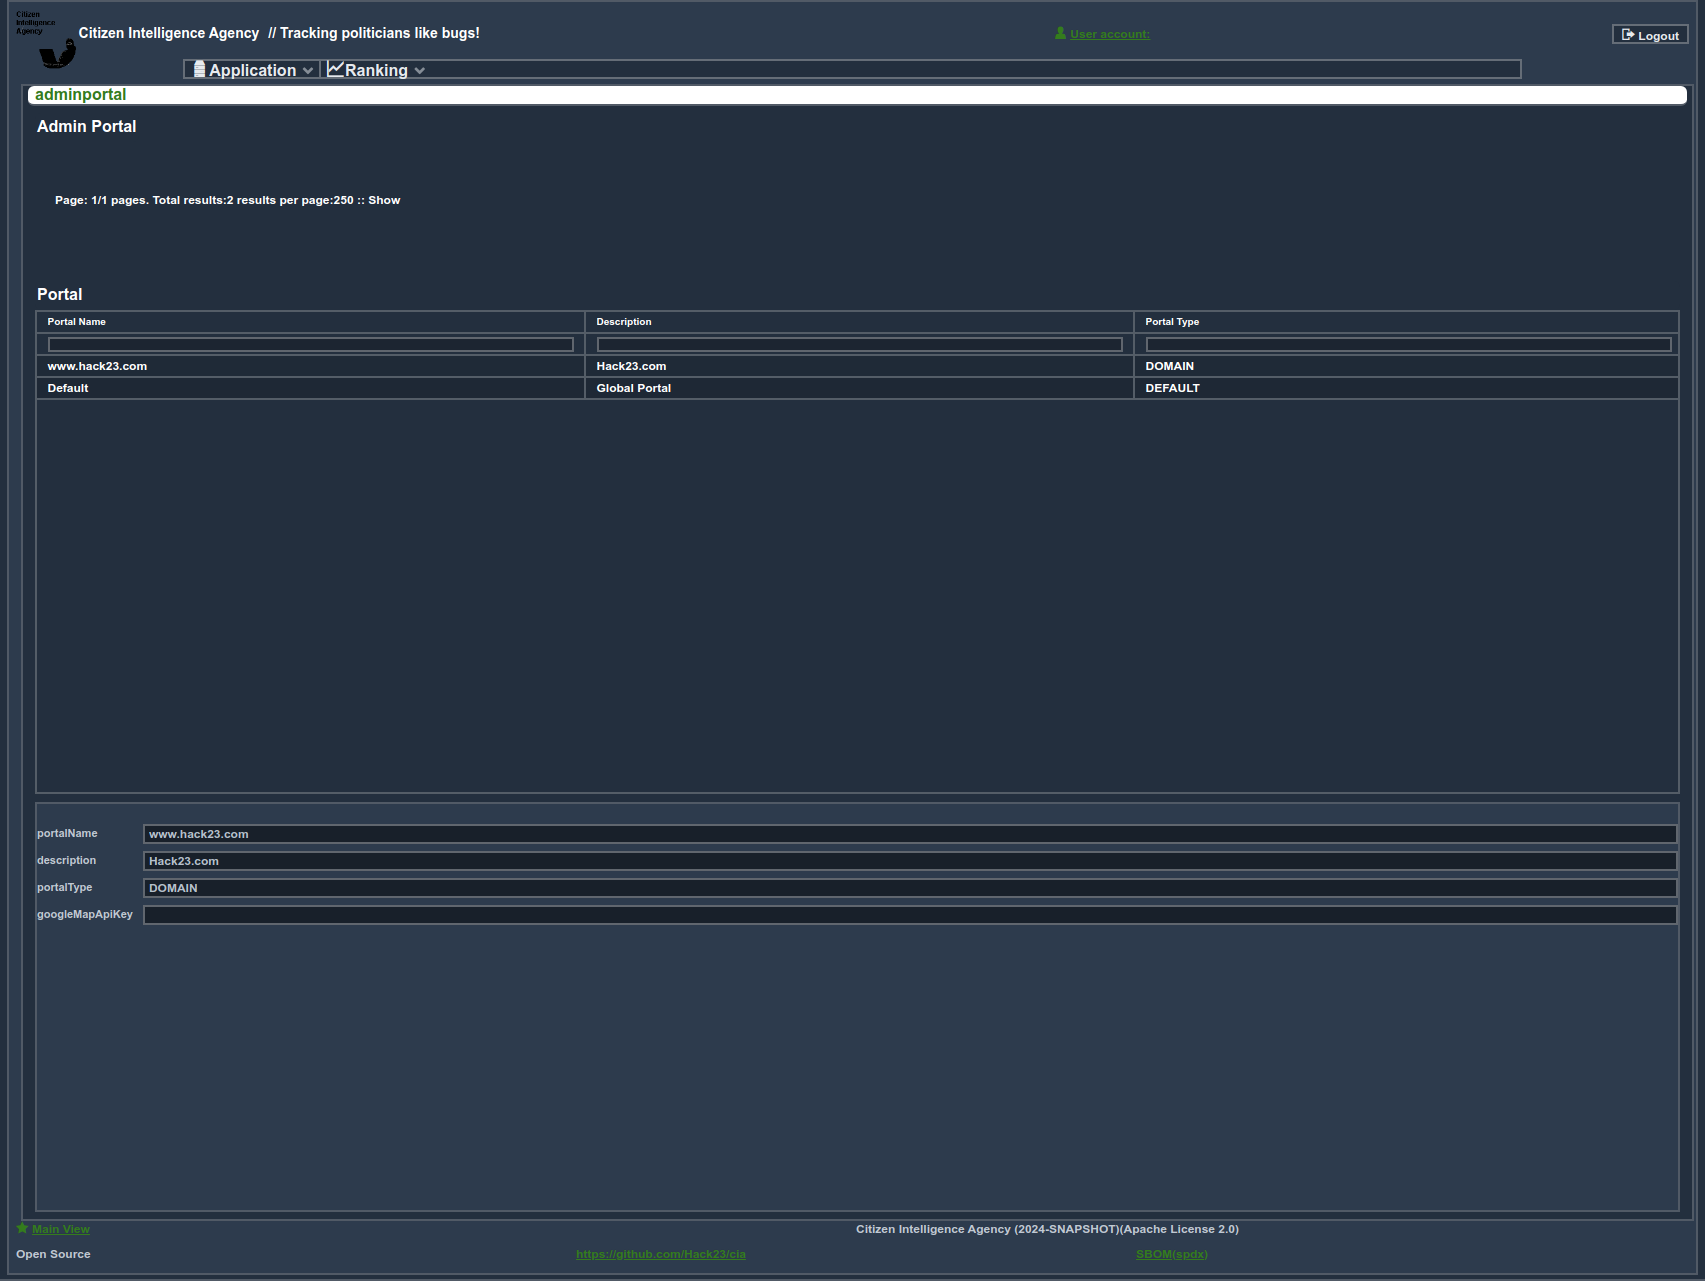 Citizen
Intelligence
Agency
Citizen Intelligence Agency // Tracking politicians like bugs!
User account:
Logout
Application
Ranking
adminportal
Admin Portal
Page: 1/1 pages. Total results:2 results per page:250 :: Show
Portal
Portal Name Description Portal Type
www.hack23.com Hack23.com DOMAIN
Default Global Portal DEFAULT
portalName www.hack23.com
description Hack23.com
portalType DOMAIN
googleMapApiKey
Main View
Citizen Intelligence Agency (2024-SNAPSHOT)(Apache License 2.0)
Open Source
https://github.com/Hack23/cia
SBOM(spdx)